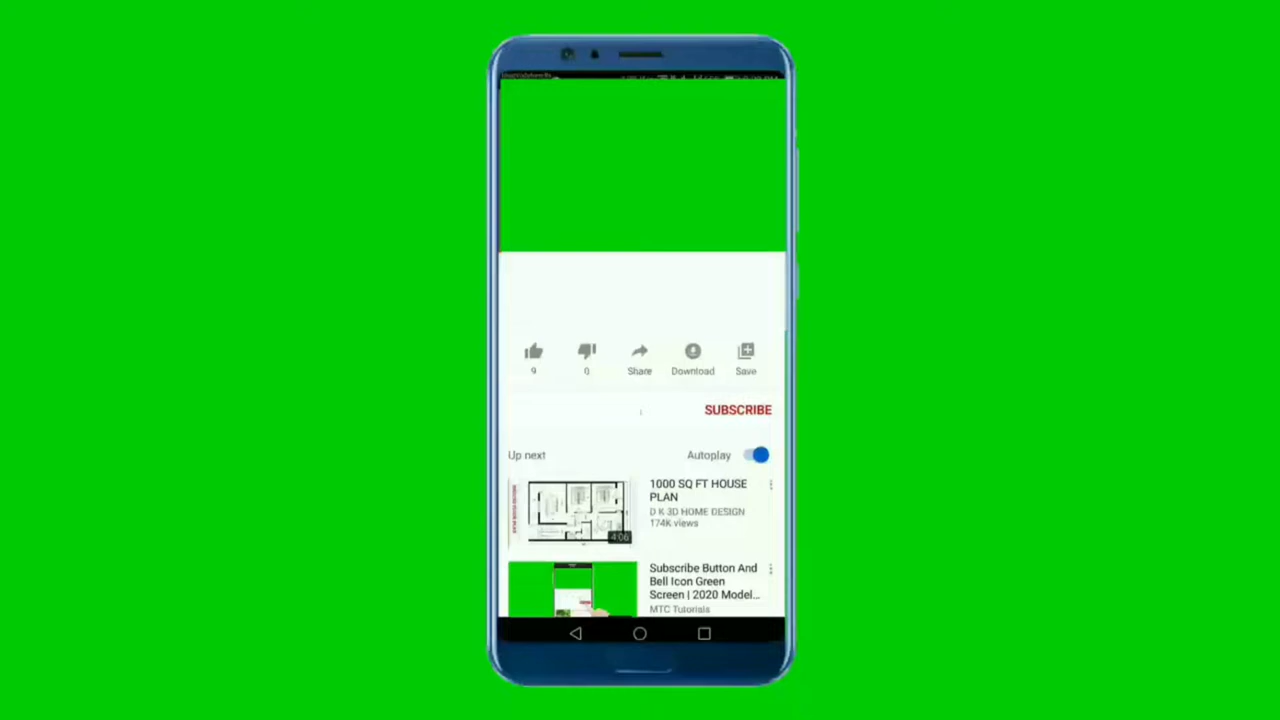 9
0
Share
Download
Save
SUBSCRIBE
Up next
Autoplay
1000 SQ FT HOUSE
PLAN
D K 3D HOME DESIGN
174K views
4:06
Subscribe Button And
Bell Icon Green
Screen | 2020 Model...
MTC Tutorials